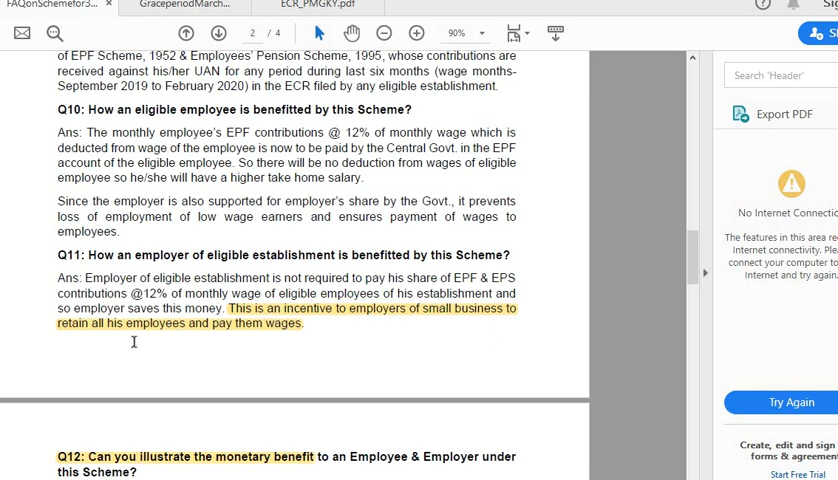 FAQonSchemefor3...
GraceperiodMarch...
ECR_PMGKY.pdf
2 / 4
90%
of EPF Scheme, 1952 & Employees' Pension Scheme, 1995, whose contributions are
received against his/her UAN for any period during last six months (wage months-
September 2019 to February 2020) in the ECR filed by any eligible establishment.
Q10: How an eligible employee is benefitted by this Scheme?
Ans: The monthly employee's EPF contributions @ 12% of monthly wage which is
deducted from wage of the employee is now to be paid by the Central Govt. in the EPF
account of the eligible employee. So there will be no deduction from wages of eligible
employee so he/she will have a higher take home salary.
Since the employer is also supported for employer's share by the Govt., it prevents
loss of employment of low wage earners and ensures payment of wages to
employees.
Q11: How an employer of eligible establishment is benefitted by this Scheme?
Ans: Employer of eligible establishment is not required to pay his share of EPF & EPS
contributions @12% of monthly wage of eligible employees of his establishment and
so employer saves this money. This is an incentive to employers of small business to
retain all his employees and pay them wages.
Q12: Can you illustrate the monetary benefit to an Employee & Employer under
this Scheme?
Search 'Header'
Export PDF
No Internet Connectio
The features in this area re
Internet connectivity. Plea
connect your computer to
Internet and try again.
Try Again
Create, edit and sign
forms & agreemen
Start Free Trial